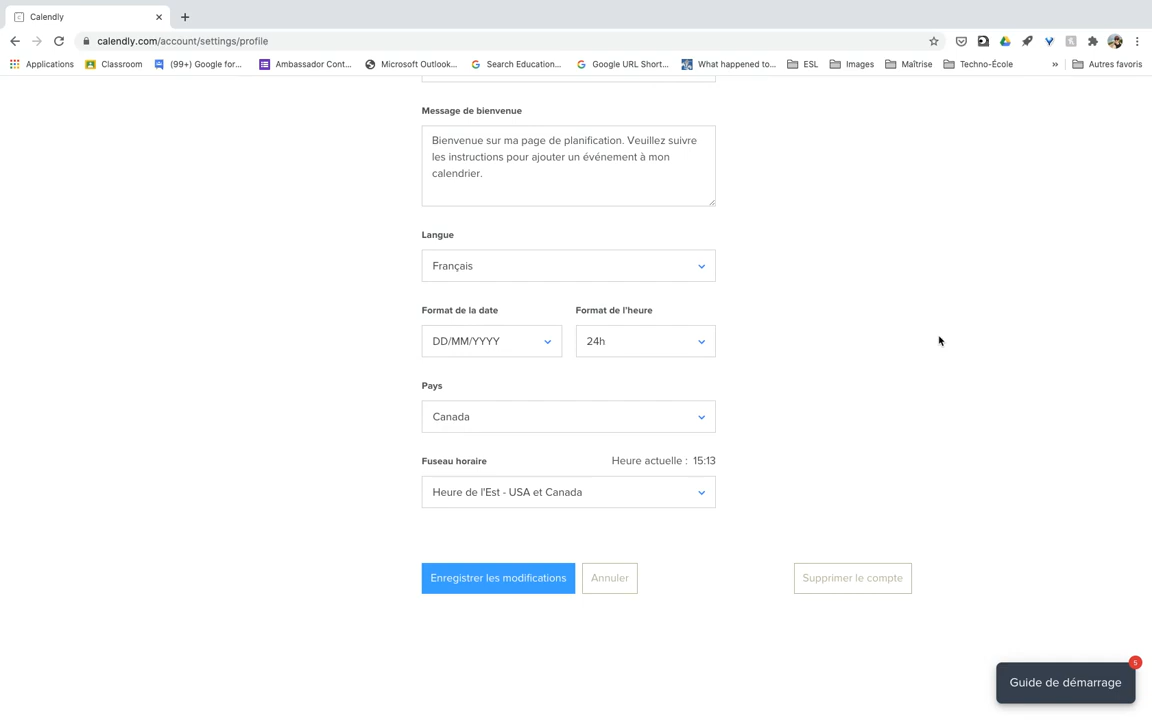 Calendly
calendly.com/account/settings/profile
Applications Classroom (99+) Google for... Ambassador Cont... Microsoft Outlook... Search Education... Google URL Short... What happened to... ESL Images Maîtrise Techno-École » Autres favoris
Message de bienvenue
Bienvenue sur ma page de planification. Veuillez suivre
les instructions pour ajouter un événement à mon
calendrier.
Langue
Français
Format de la date Format de l'heure
DD/MM/YYYY 24h
Pays
Canada
Fuseau horaire Heure actuelle : 15:13
Heure de l'Est - USA et Canada
Enregistrer les modifications Annuler Supprimer le compte
5
Guide de démarrage